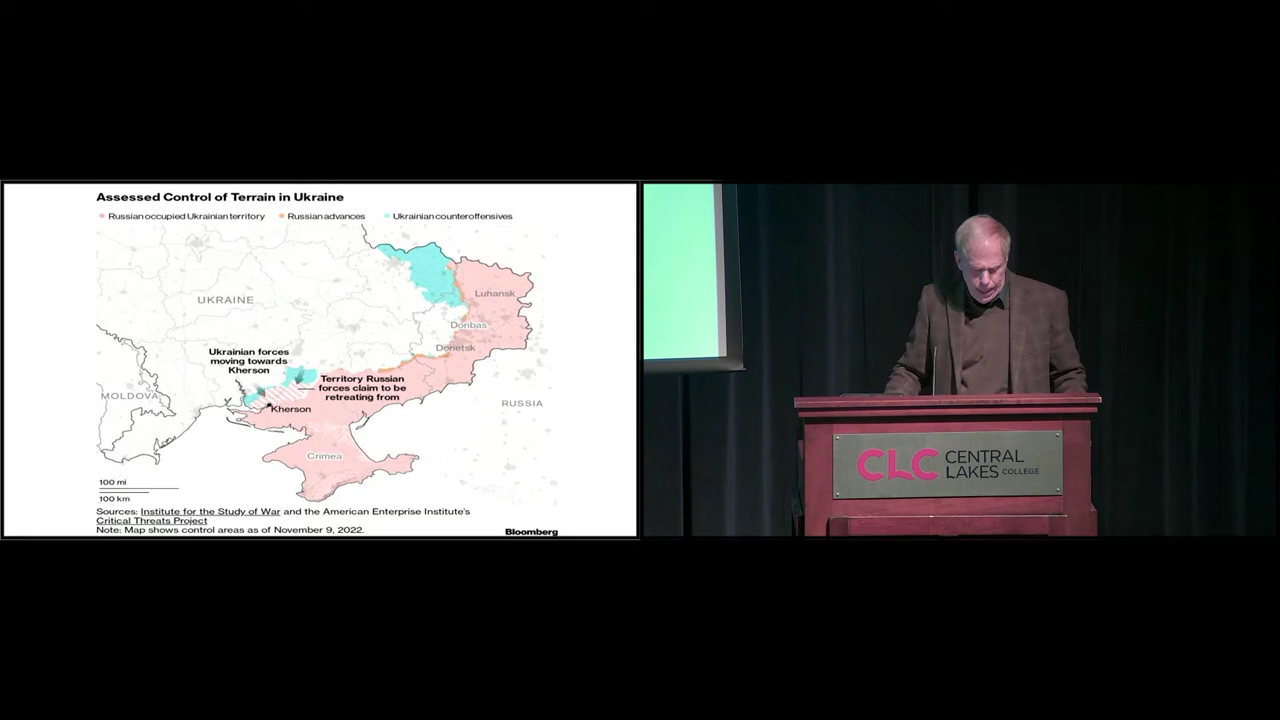 Assessed Control of Terrain in Ukraine
Russian occupied Ukrainian territory
Russian advances
Ukrainian counteroffensives
UKRAINE
Luhansk
Donbas
Donetsk
Ukrainian forces
moving towards
Kherson
Territory Russian
forces claim to be
retreating from
MOLDOVA
Kherson
RUSSIA
Crimea
100 mi
100 km
Sources: Institute for the Study of War and the American Enterprise Institute's
Critical Threats Project
Note: Map shows control areas as of November 9, 2022.
Bloomberg
CLC CENTRAL
LAKES COLLEGE